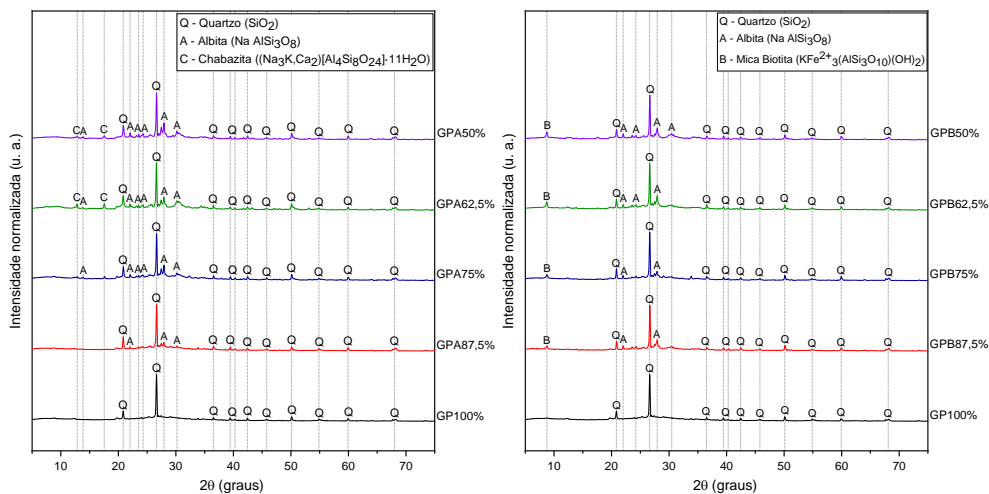 Q - Quartzo (SiO2)
A - Albita (Na AlSi3O8)
C - Chabazita ((Na3K,Ca2)[Al4Si8O24]·11H2O)
Intensidade normalizada (u. a.)
Q
Q
C A C A A A A A Q Q Q Q Q Q Q Q
GPA50%
Q
Q
C A C A A A A A Q Q Q Q Q Q Q Q
GPA62,5%
Q
Q
A A A A A A Q Q Q Q Q Q Q Q
GPA75%
Q
Q
A A A Q Q Q Q Q Q Q Q
GPA87,5%
Q
Q
Q Q Q Q Q Q Q Q
GP100%
10 20 30 40 50 60 70
2θ (graus)
Q - Quartzo (SiO2)
A - Albita (Na AlSi3O8)
B - Mica Biotita (KFe2+3(AlSi3O10)(OH)2)
Intensidade normalizada (u. a.)
Q
B Q A A A A Q Q Q Q Q Q Q Q
GPB50%
Q
B Q A A A Q Q Q Q Q Q Q Q
GPB62,5%
Q
B Q A A Q Q Q Q Q Q Q Q
GPB75%
Q
B Q A A Q Q Q Q Q Q Q Q
GPB87,5%
Q
Q Q Q Q Q Q Q Q Q
GP100%
10 20 30 40 50 60 70
2θ (graus)